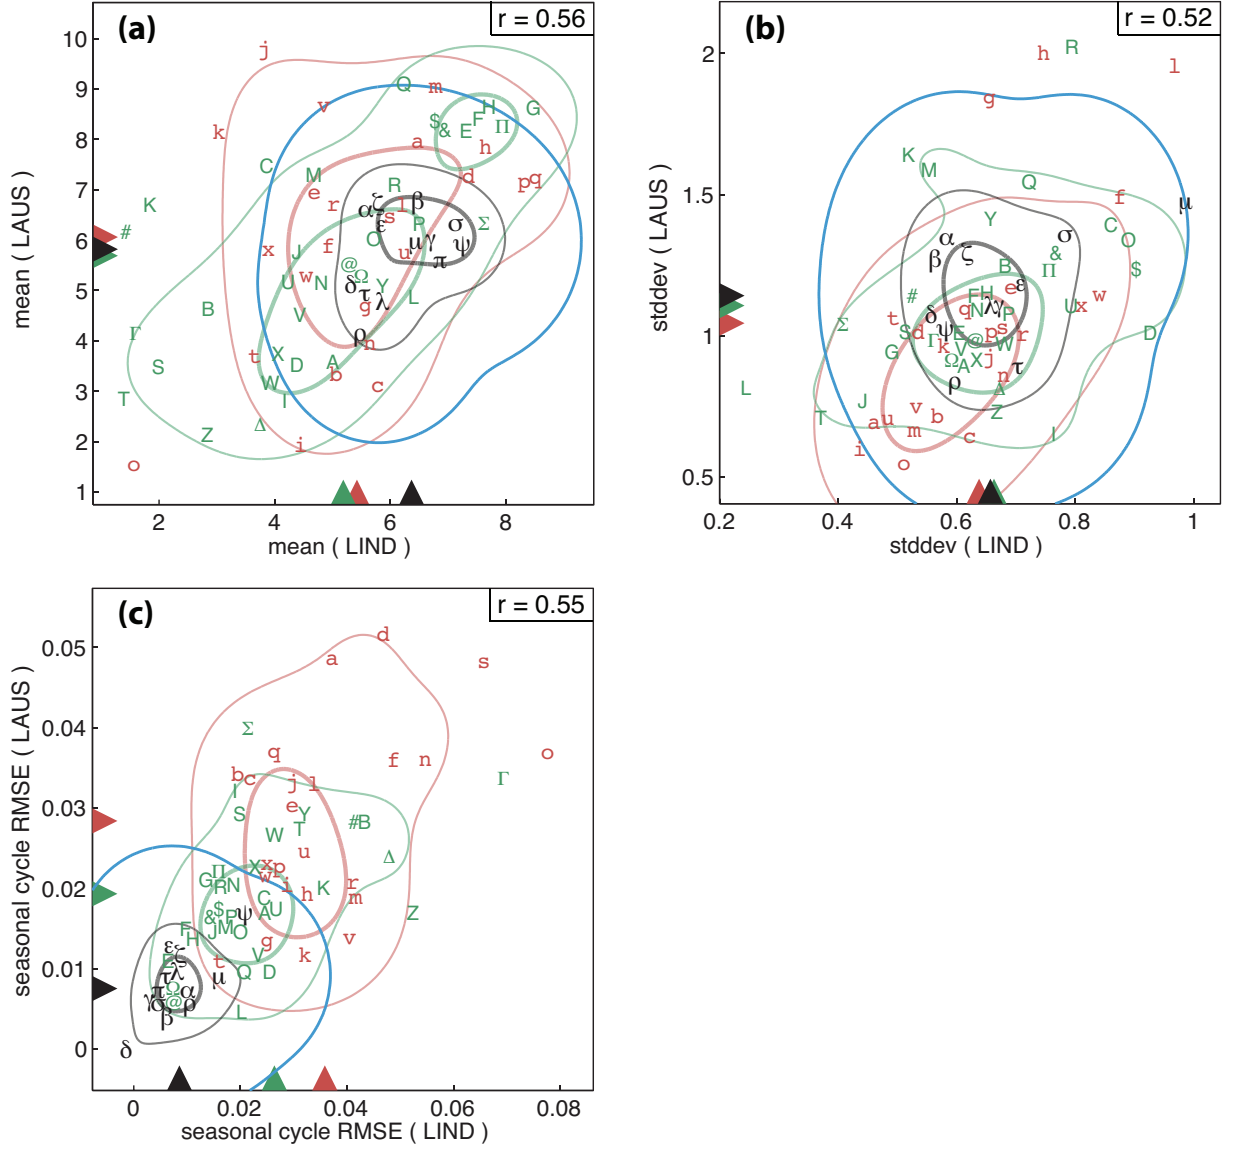 (a)
r = 0.56
10
9
8
7
6
5
4
3
2
1
mean ( LAUS )
2
4
6
8
mean ( LIND )
j
k
v
Q
m
H
G
$
&
E
F
Π
h
a
C
M
e
r
R
d
p
q
K
#
α
ζ
l
β
ε
s
P
σ
Σ
O
x
f
J
μ
γ
ψ
u
π
@
Ω
U
w
N
δ
τ
Y
λ
L
B
V
g
Γ
ρ
n
t
X
D
A
b
S
W
c
T
I
Z
Δ
i
o
(b)
r = 0.52
2
1.5
1
0.5
stddev ( LAUS )
0.2
0.4
0.6
0.8
1
stddev ( LIND )
h
R
l
g
K
M
Q
f
μ
Y
C
O
α
β
ζ
σ
&
Π
$
B
#
F
H
e
ε
w
U
x
q
N
λ
γ
P
δ
t
S
d
ψ
E
p
s
r
D
Σ
Γ
k
V
@
W
G
Ω
A
X
j
n
τ
ρ
Δ
L
J
v
b
Z
T
a
u
m
c
I
i
o
(c)
r = 0.55
0.05
0.04
0.03
0.02
0.01
0
seasonal cycle RMSE ( LAUS )
0
0.02
0.04
0.06
0.08
seasonal cycle RMSE ( LIND )
d
a
s
Σ
q
f
n
o
b
c
I
j
l
Γ
e
S
Y
T
#
B
W
u
Δ
Π
X
x
p
G
R
N
w
i
r
K
h
m
C
$
&
P
ψ
A
U
Z
F
J
M
O
H
g
v
ε
ζ
V
k
E
t
τ
λ
Q
D
μ
π
Ω
α
γ
σ
@
ρ
β
L
δ